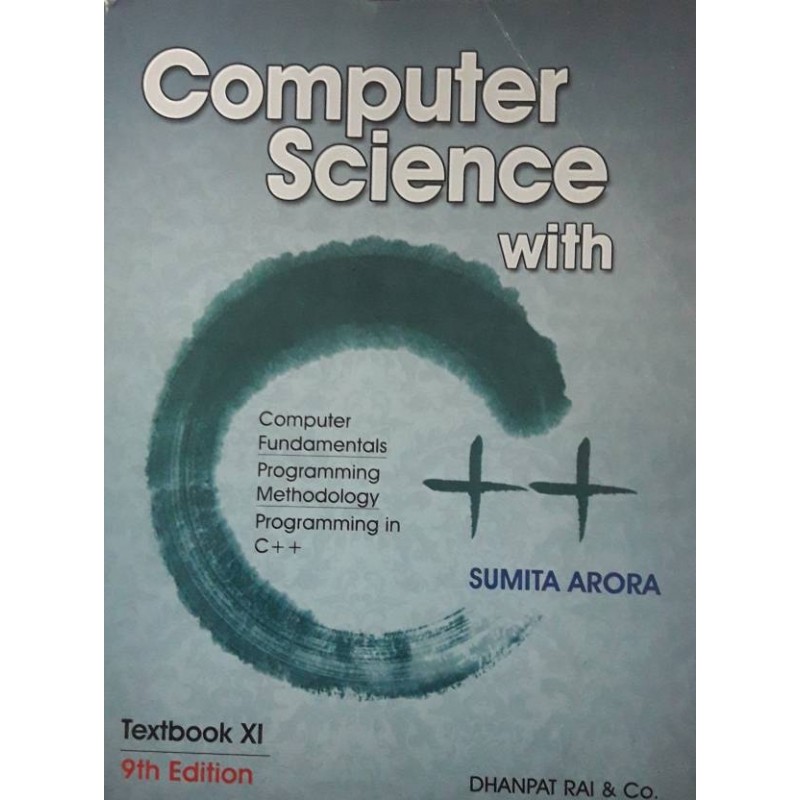 Computer
Science
with
C++
Computer
Fundamentals
Programming
Methodology
Programming in
C++
SUMITA ARORA
Textbook XI
9th Edition
DHANPAT RAI & Co.